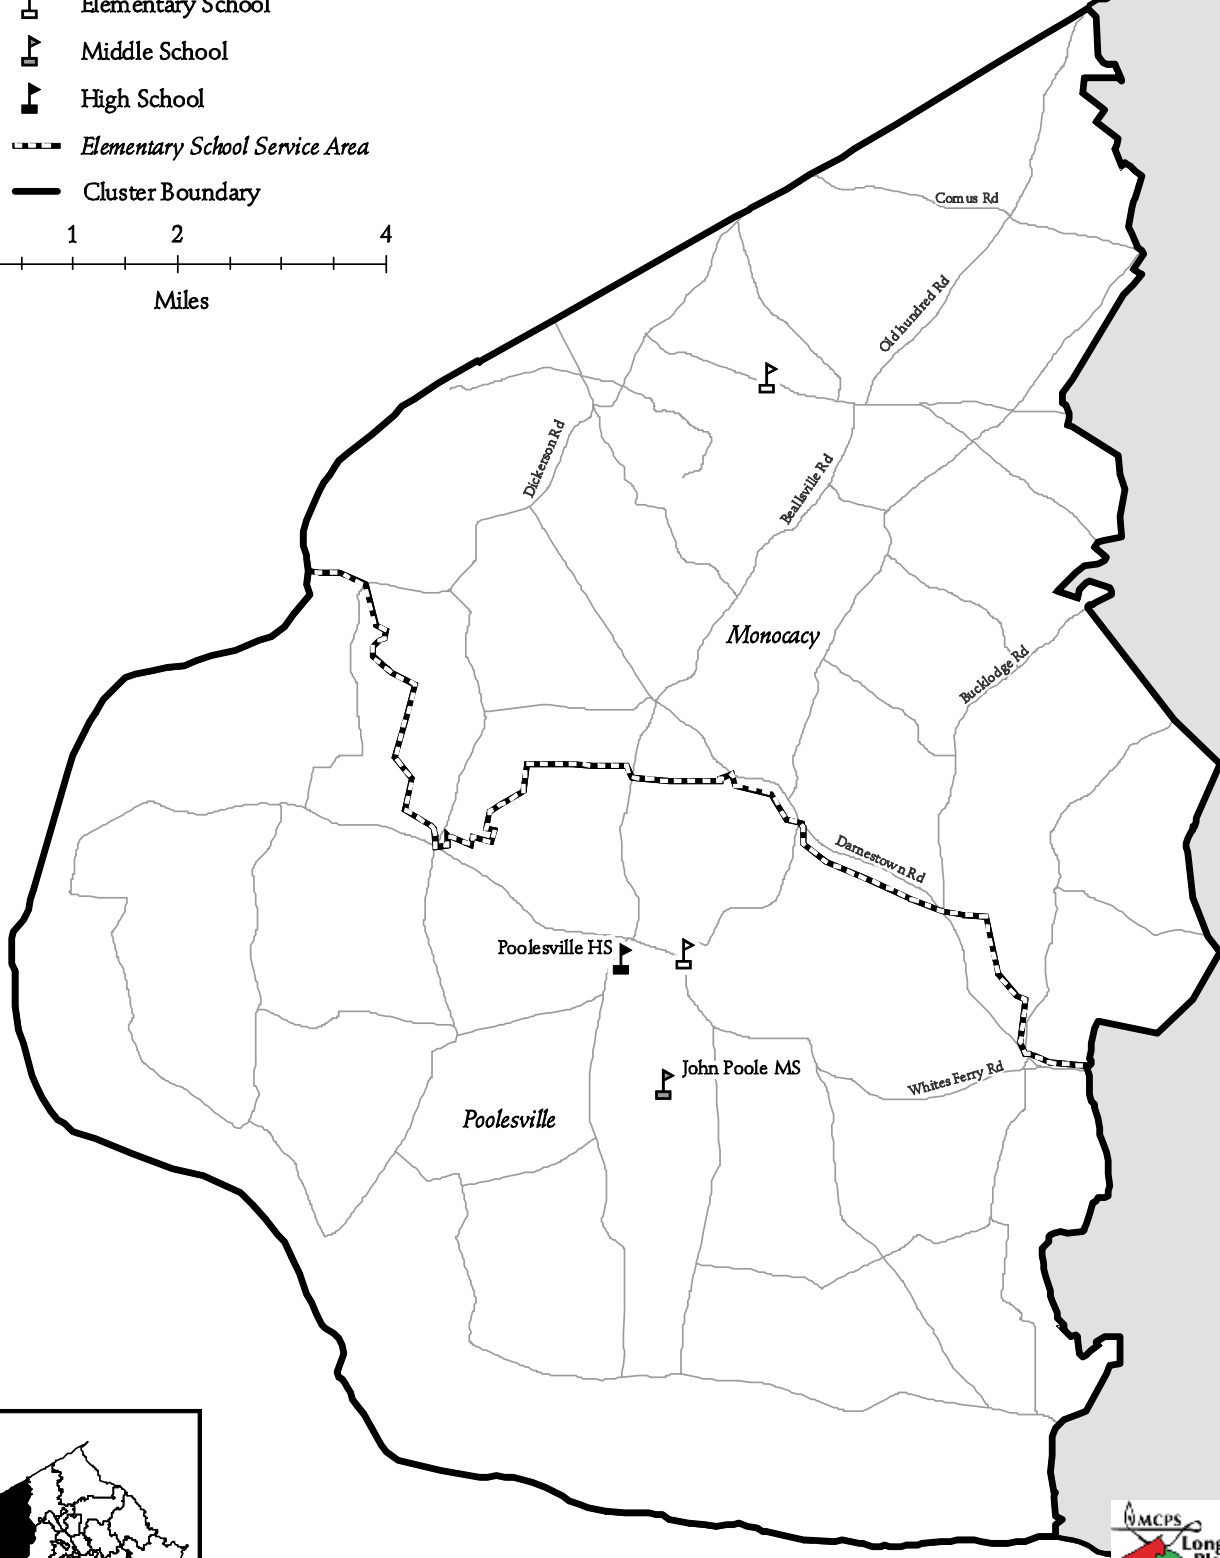 Elementary School
Middle School
High School
Elementary School Service Area
Cluster Boundary
1 2 4
Miles
Comus Rd
Old hundred Rd
Dickerson Rd
Beallsville Rd
Monocacy
Bucklodge Rd
Darnestown Rd
Poolesville HS
John Poole MS
Whites Ferry Rd
Poolesville
MCPS
Long